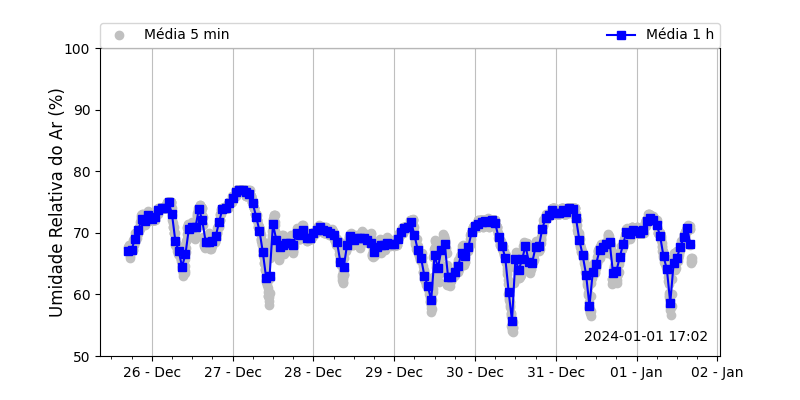 Média 5 min
Média 1 h
100
90
80
70
60
50
Umidade Relativa do Ar (%)
2024-01-01 17:02
26 - Dec
27 - Dec
28 - Dec
29 - Dec
30 - Dec
31 - Dec
01 - Jan
02 - Jan